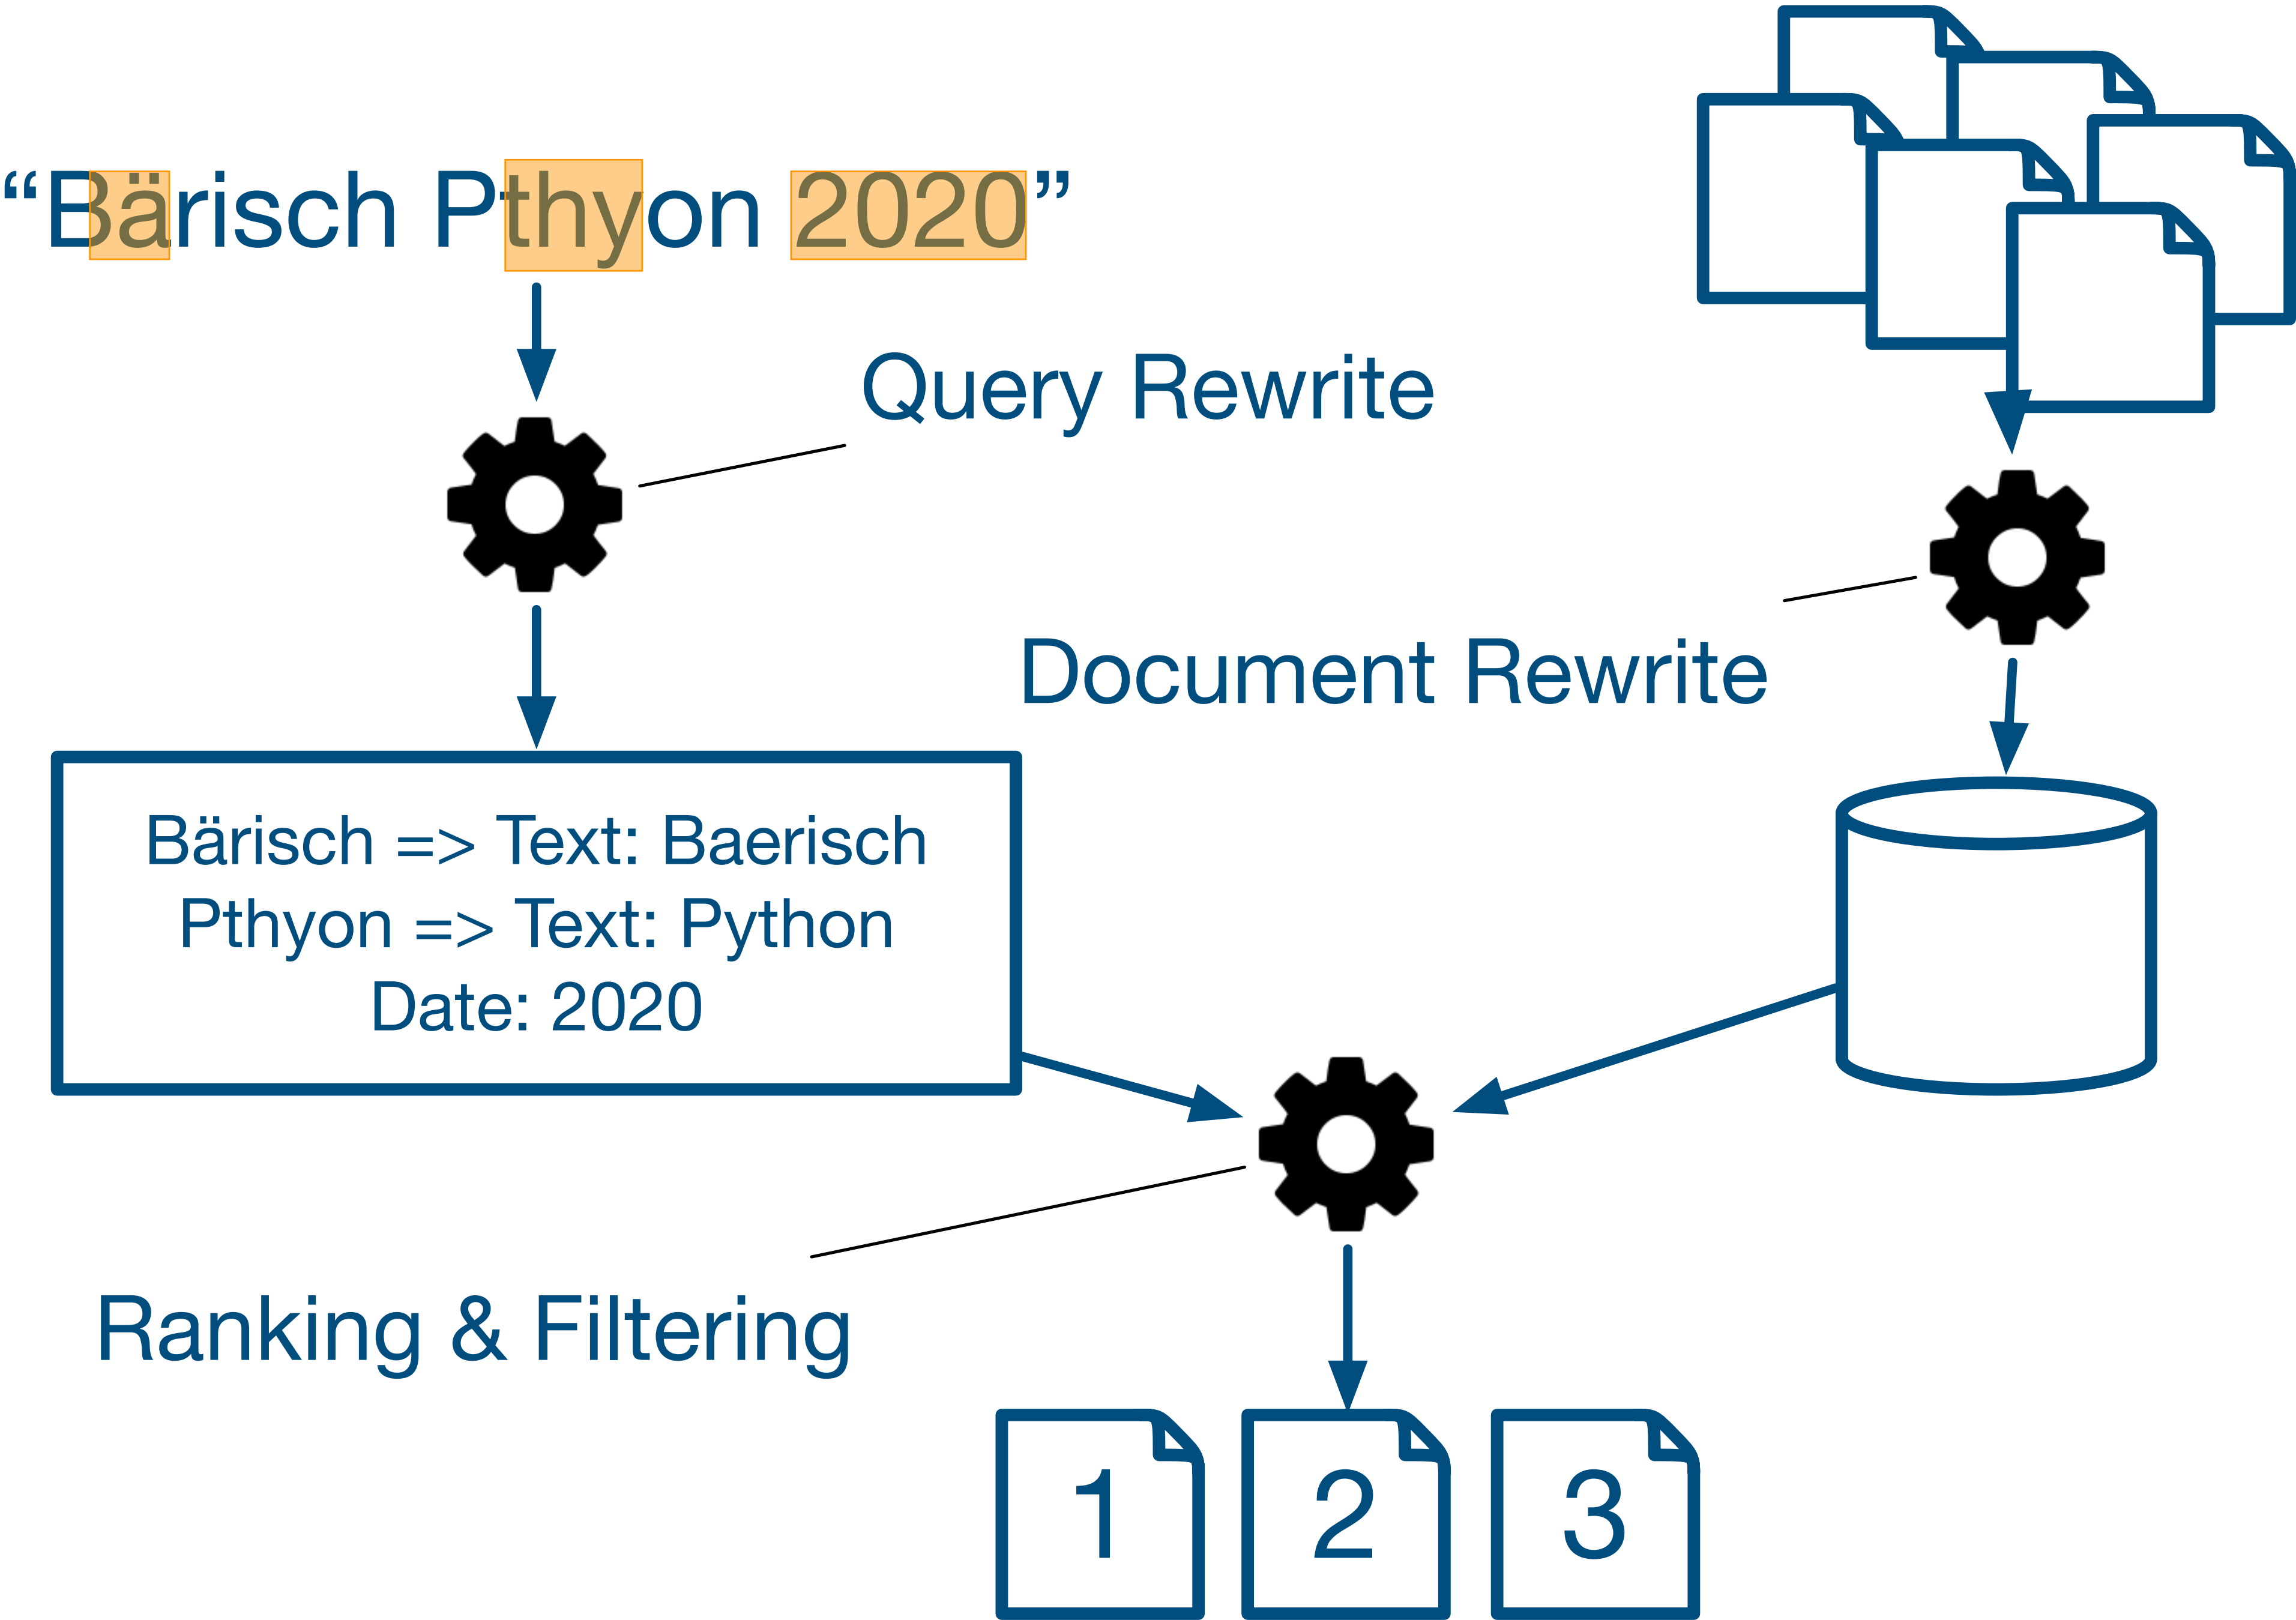 “Bärisch Pthyon 2020”
Query Rewrite
Document Rewrite
Bärisch => Text: Baerisch
Pthyon => Text: Python
Date: 2020
Ranking & Filtering
1
2
3